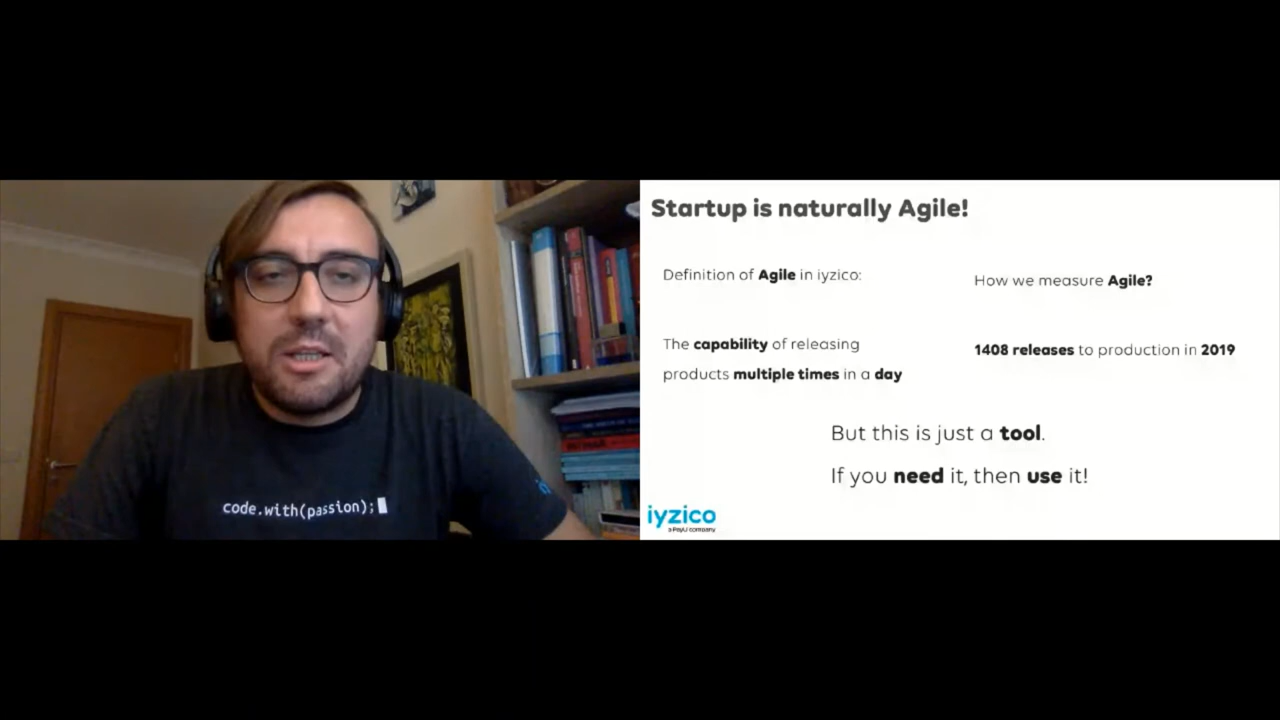 code.with(passion);
Startup is naturally Agile!
Definition of Agile in iyzico:
The capability of releasing
products multiple times in a day
How we measure Agile?
1408 releases to production in 2019
But this is just a tool.
If you need it, then use it!
iyzico
a PayU company